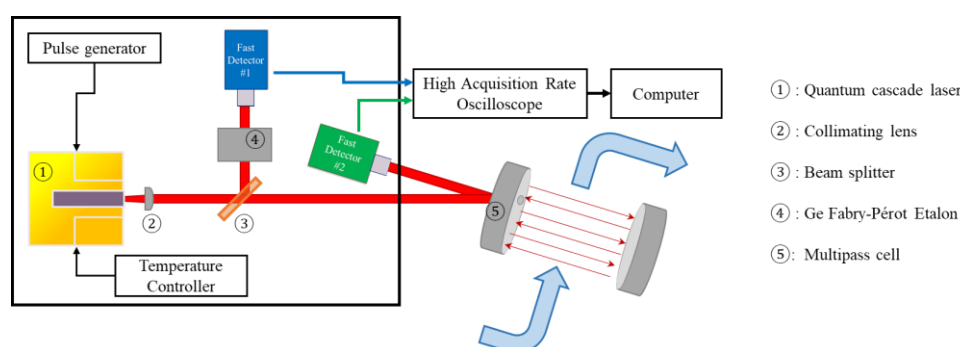 Pulse generator
Fast
Detector
#1
High Acquisition Rate
Oscilloscope
Computer
Fast
Detector
#2
④
①
②
③
⑤
Temperature
Controller
① : Quantum cascade laser
② : Collimating lens
③ : Beam splitter
④ : Ge Fabry-Pérot Etalon
⑤: Multipass cell